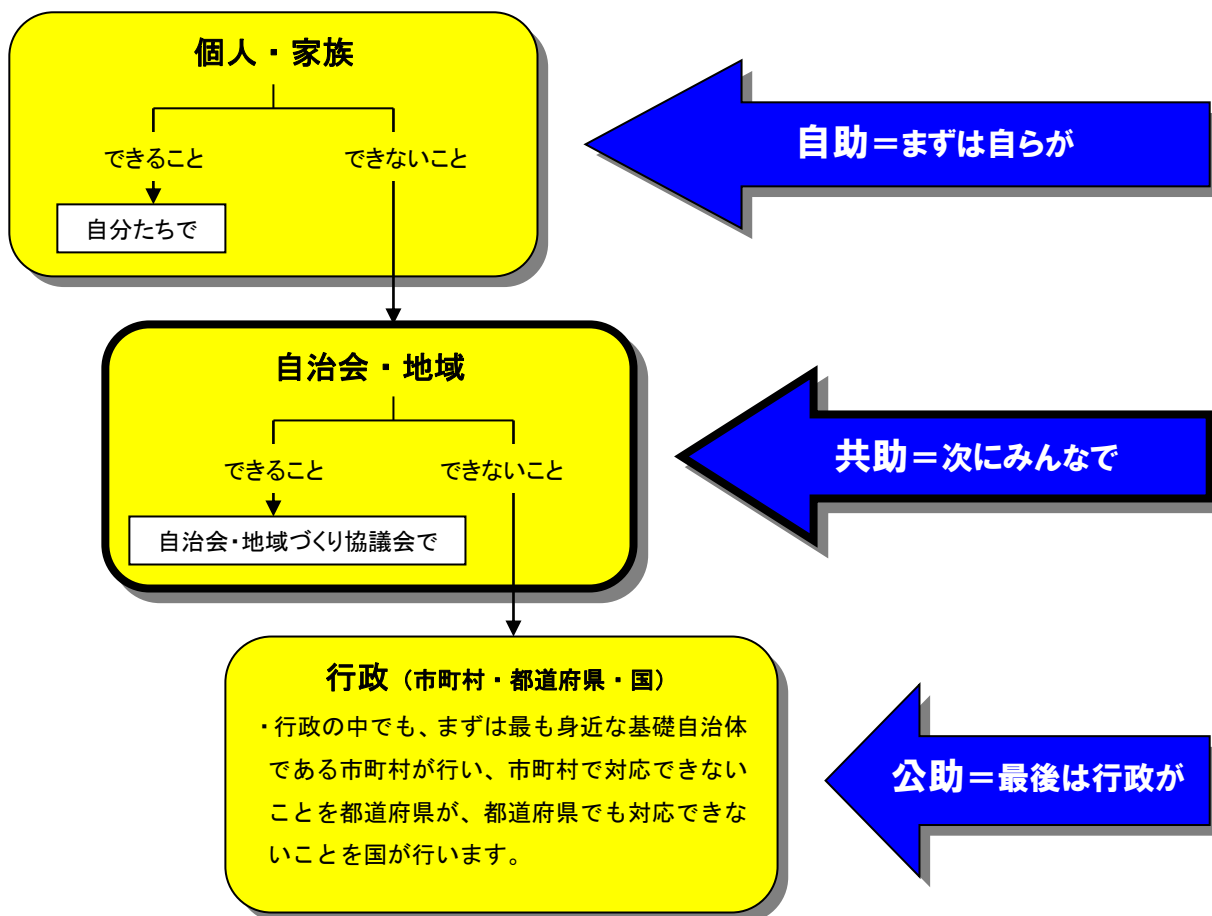 個人・家族
できること
できないこと
自分たちで
自助＝まずは自らが
自治会・地域
できること
できないこと
自治会・地域づくり協議会で
共助＝次にみんなで
行政（市町村・都道府県・国）
・行政の中でも、まずは最も身近な基礎自治体
である市町村が行い、市町村で対応できない
ことを都道府県が、都道府県でも対応できな
いことを国が行います。
公助＝最後は行政が